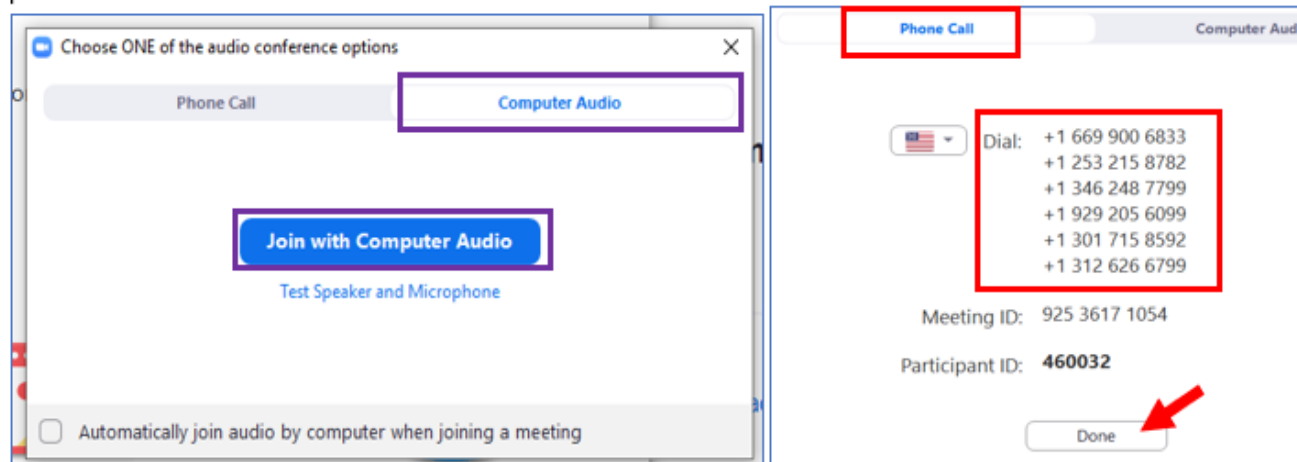 Choose ONE of the audio conference options
Phone Call
Computer Audio
Join with Computer Audio
Test Speaker and Microphone
Automatically join audio by computer when joining a meeting
Phone Call
Computer Aud
Dial:
+1 669 900 6833
+1 253 215 8782
+1 346 248 7799
+1 929 205 6099
+1 301 715 8592
+1 312 626 6799
Meeting ID: 925 3617 1054
Participant ID: 460032
Done